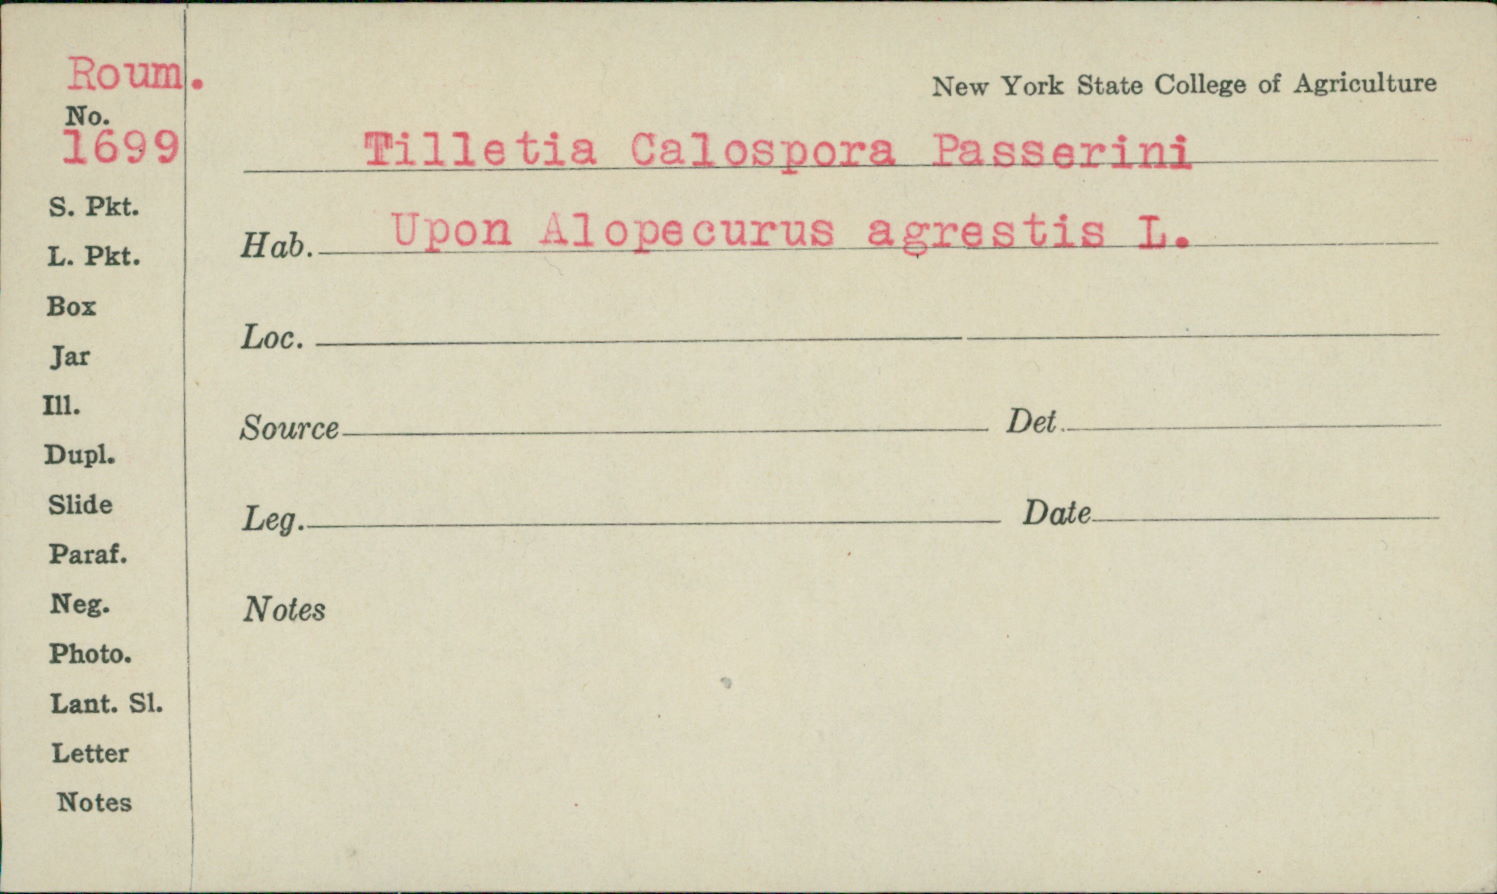 Roum.
No.
1699
S. Pkt.
L. Pkt.
Box
Jar
Ill.
Dupl.
Slide
Paraf.
Neg.
Photo.
Lant. Sl.
Letter
Notes
New York State College of Agriculture
Tilletia Calospora Passerini
Hab. Upon Alopecurus agrestis L.
Loc.
Source Det.
Leg. Date
Notes